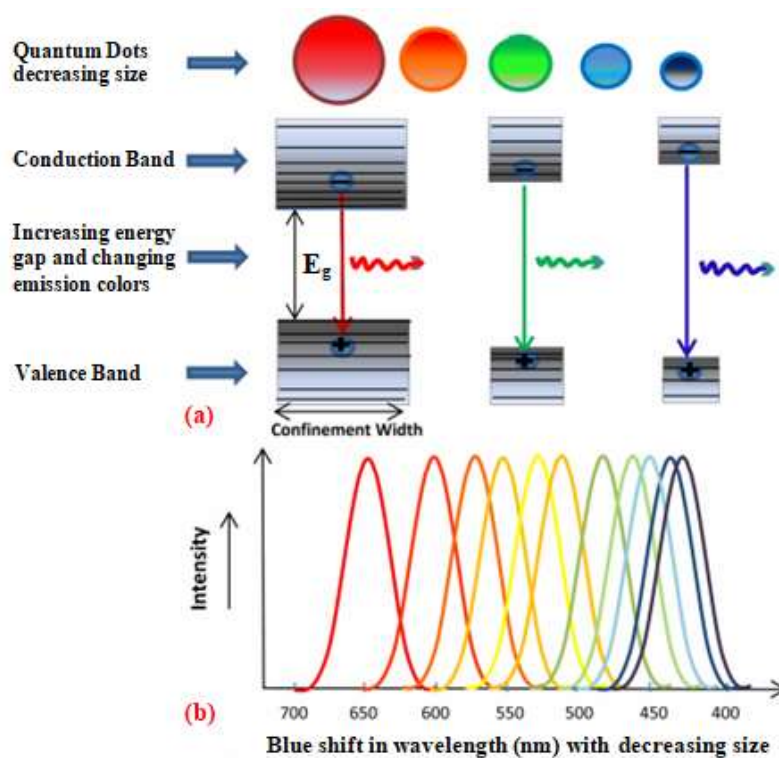 Quantum Dots
decreasing size
Conduction Band
Increasing energy
gap and changing
emission colors
Eg
Valence Band
(a)
Confinement Width
Intensity
(b)
700 650 600 550 500 450 400
Blue shift in wavelength (nm) with decreasing size